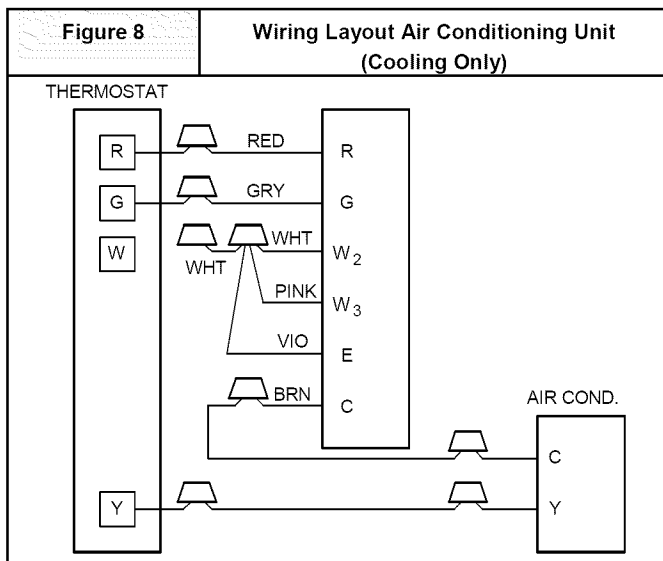 Figure 8
Wiring Layout Air Conditioning Unit
(Cooling Only)
THERMOSTAT
R RED R
G GRY G
W WHT WHT W2
PINK W3
VIO E
BRN C
AIR COND.
C
Y Y